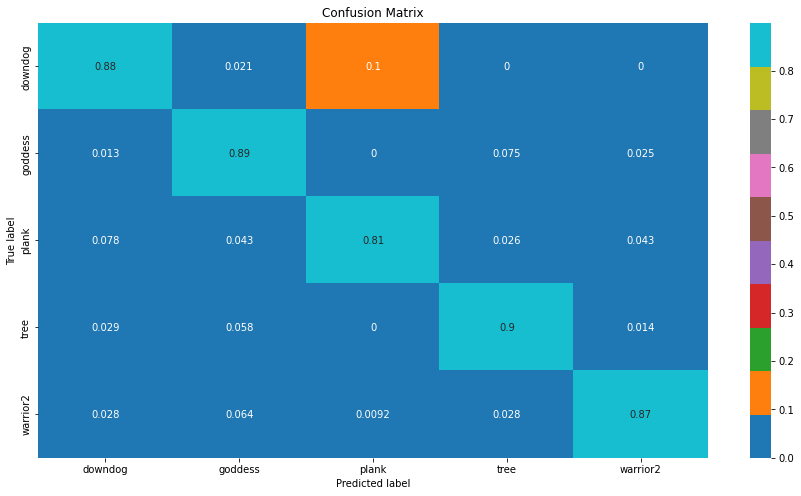 Confusion Matrix
True label
downdog 0.88 0.021 0.1 0 0
goddess 0.013 0.89 0 0.075 0.025
plank 0.078 0.043 0.81 0.026 0.043
tree 0.029 0.058 0 0.9 0.014
warrior2 0.028 0.064 0.0092 0.028 0.87
downdog goddess plank tree warrior2
Predicted label
0.8
0.7
0.6
0.5
0.4
0.3
0.2
0.1
0.0